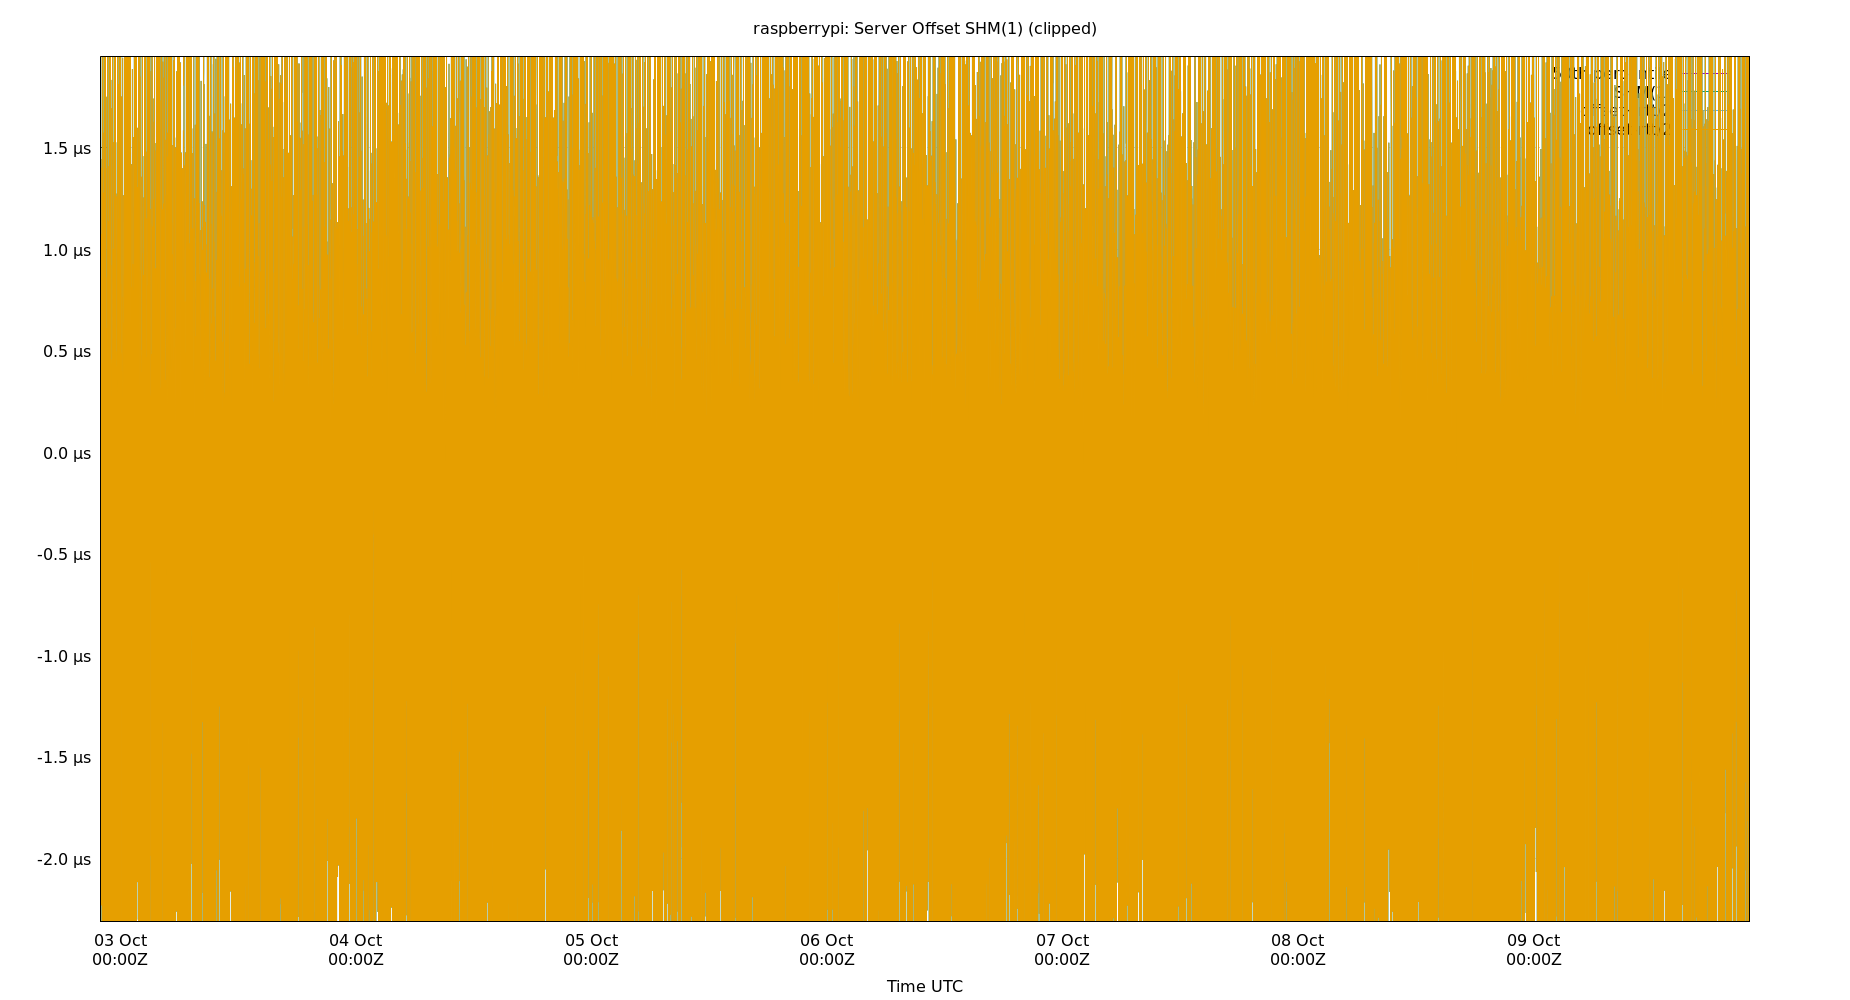 raspberrypi: Server Offset SHM(1) (clipped)
1.5 µs
1.0 µs
0.5 µs
0.0 µs
-0.5 µs
-1.0 µs
-1.5 µs
-2.0 µs
03 Oct 04 Oct 05 Oct 06 Oct 07 Oct 08 Oct 09 Oct
00:00Z 00:00Z 00:00Z 00:00Z 00:00Z 00:00Z 00:00Z
Time UTC